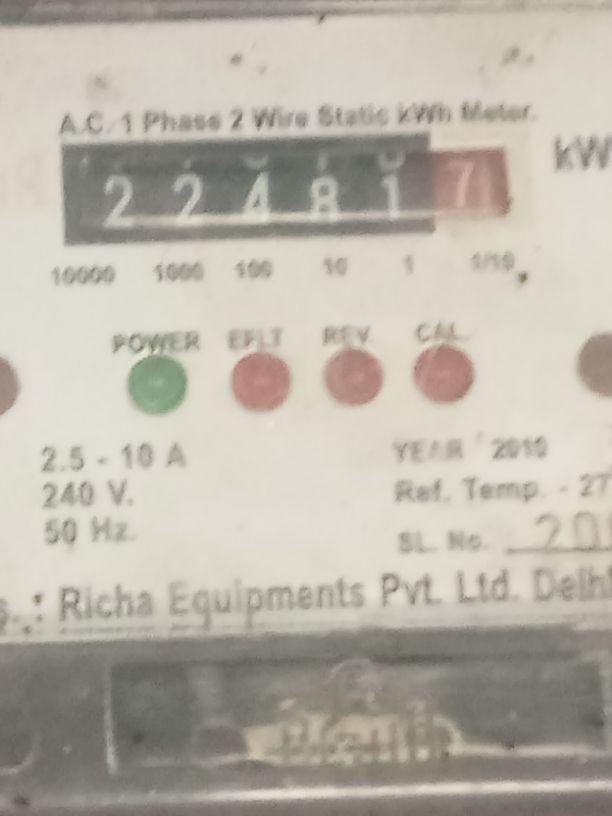 A.C. 1 Phase 2 Wire Static kWh Meter.
kW
2 2 4 8 1 7
10000 1000 100 10 1 1/10
POWER EFLT REV CAL
2.5 - 10 A
240 V.
50 Hz.
YEAR 2010
Ref. Temp. - 27
SL. No. 20
s.: Richa Equipments Pvt. Ltd. Delhi